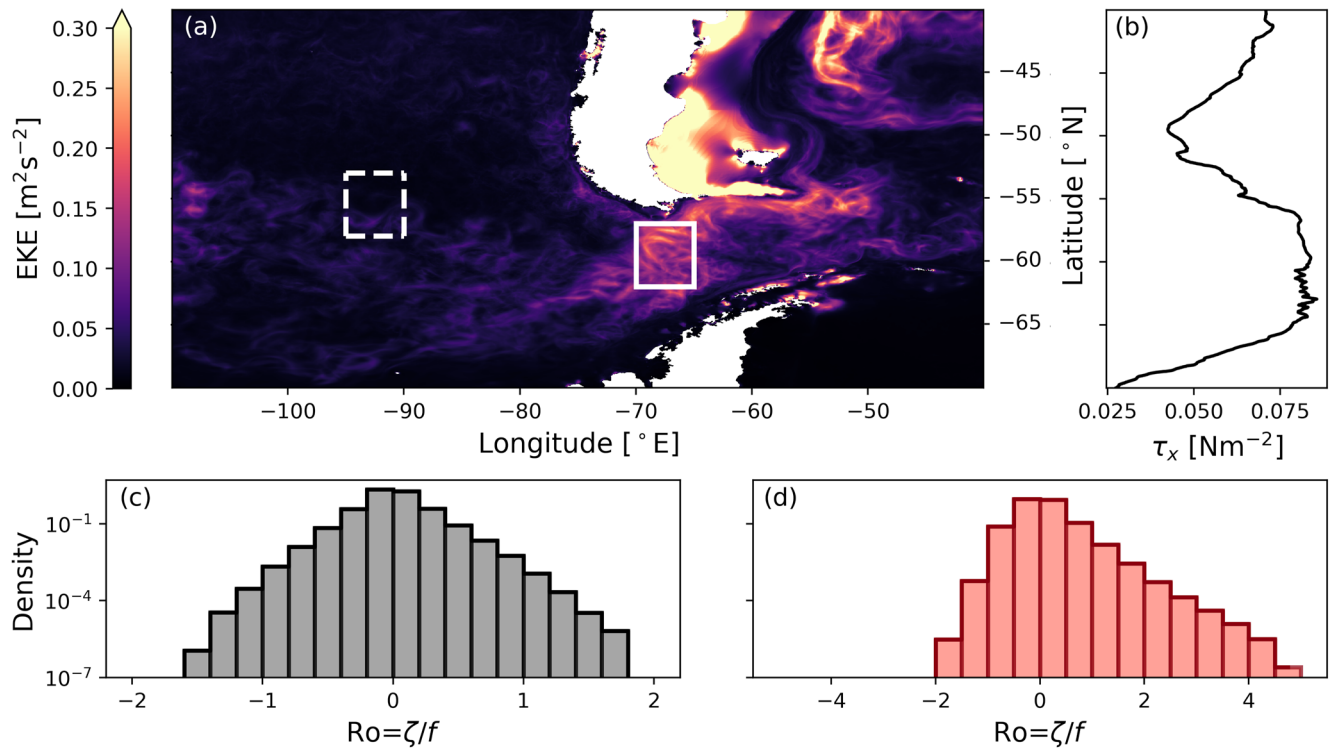 (a)
0.30
0.25
0.20
0.15
0.10
0.05
0.00
EKE [m²s⁻²]
−100 −90 −80 −70 −60 −50
Longitude [°E]
−45
−50
−55
−60
−65
Latitude [°N]
(b)
0.025 0.050 0.075
τₓ [Nm⁻²]
(c)
10⁻¹
10⁻⁴
10⁻⁷
Density
−2 −1 0 1 2
Ro=ζ/f
(d)
−4 −2 0 2 4
Ro=ζ/f